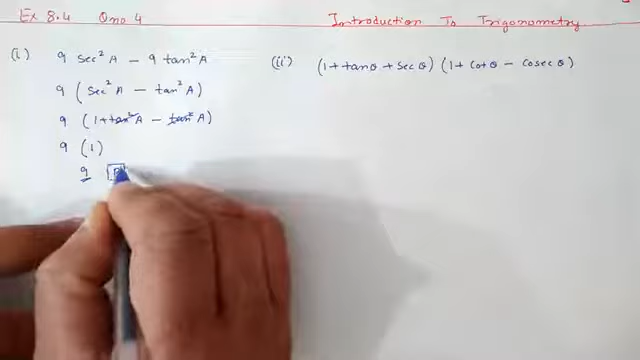 Ex 8.4 Qno 4 Introduction To Trigonometry
(i) 9 sec² A - 9 tan² A
9 (sec² A - tan² A)
9 (1+tan² A - tan² A)
9 (1)
9
(ii) (1+tanθ + secθ) (1+ cotθ - cosecθ)